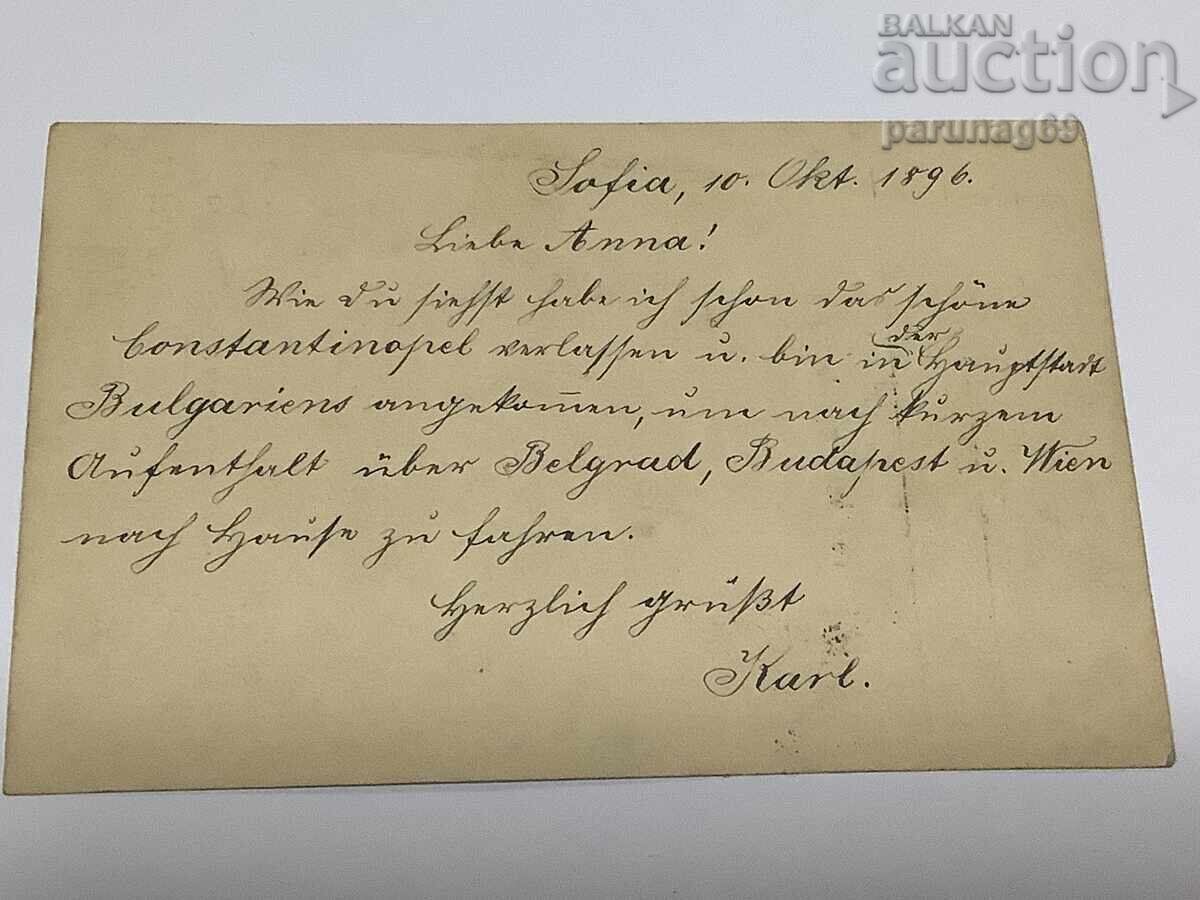 BALKAN
auction
parunag69
Sofia, 10. Okt. 1896.
Liebe Anna!
Wie Du siehst habe ich schon das schöne
Constantinopel verlassen u. bin in der Hauptstadt
Bulgariens angekom̅en, um nach kurzem
Aufenthalt über Belgrad, Budapest u. Wien
nach Hause zu fahren.
Herzlich grüßt
Karl.